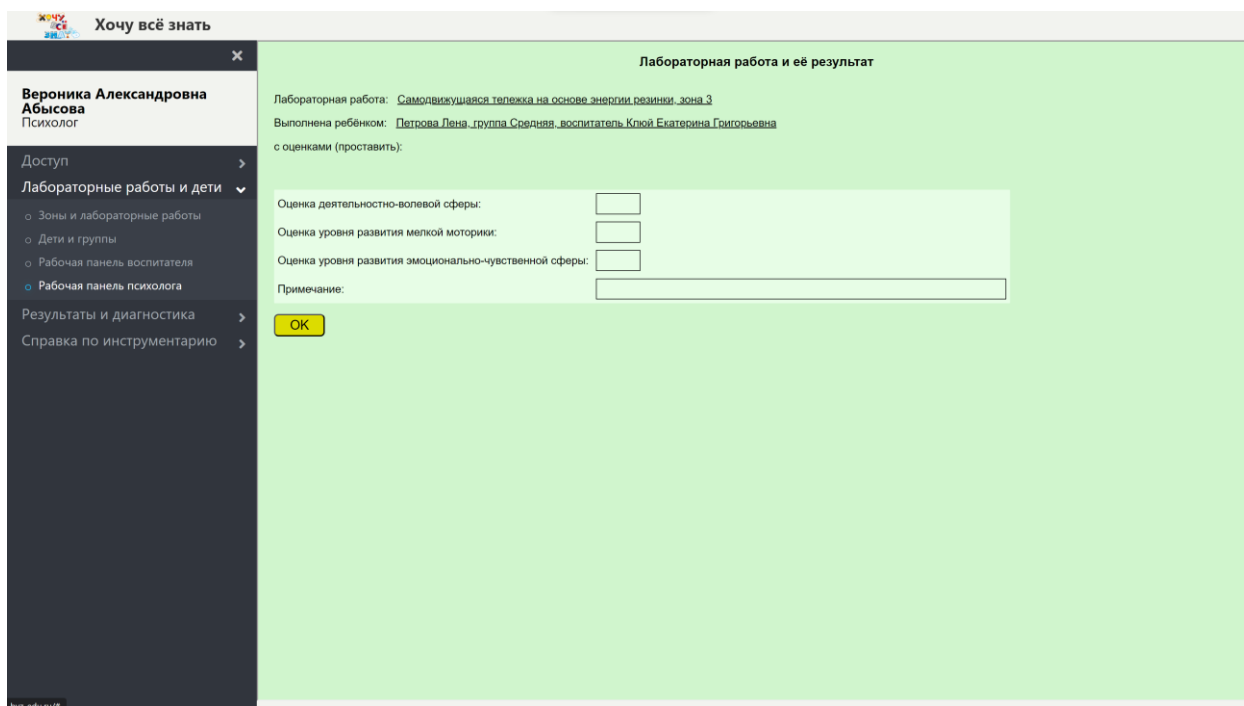 ХОЧУ
ВСЁ
Хочу всё знать
Вероника Александровна
Абысова
Психолог
Доступ
Лабораторные работы и дети
Зоны и лабораторные работы
Дети и группы
Рабочая панель воспитателя
Рабочая панель психолога
Результаты и диагностика
Справка по инструментарию
Лабораторная работа и её результат
Лабораторная работа: Самодвижущаяся тележка на основе энергии резинки, зона 3
Выполнена ребёнком: Петрова Лена, группа Средняя, воспитатель Клюй Екатерина Григорьевна
с оценками (проставить):
Оценка деятельностно-волевой сферы:
Оценка уровня развития мелкой моторики:
Оценка уровня развития эмоционально-чувственной сферы:
Примечание:
OK